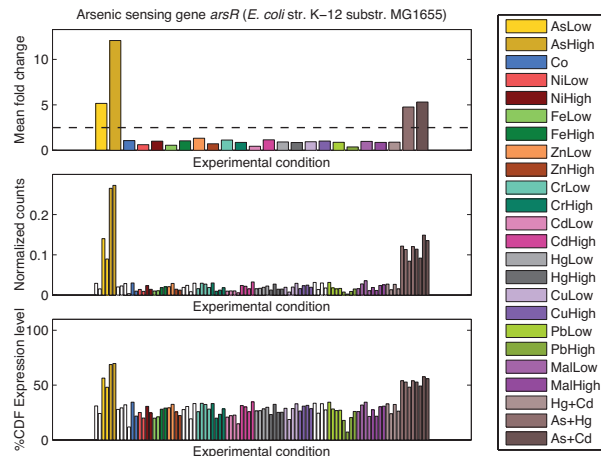 Arsenic sensing gene arsR (E. coli str. K−12 substr. MG1655)
Mean fold change
15
10
5
0
Experimental condition
Normalized counts
0.2
0.1
0
Experimental condition
%CDF Expression level
100
50
0
Experimental condition
AsLow
AsHigh
Co
NiLow
NiHigh
FeLow
FeHigh
ZnLow
ZnHigh
CrLow
CrHigh
CdLow
CdHigh
HgLow
HgHigh
CuLow
CuHigh
PbLow
PbHigh
MalLow
MalHigh
Hg+Cd
As+Hg
As+Cd